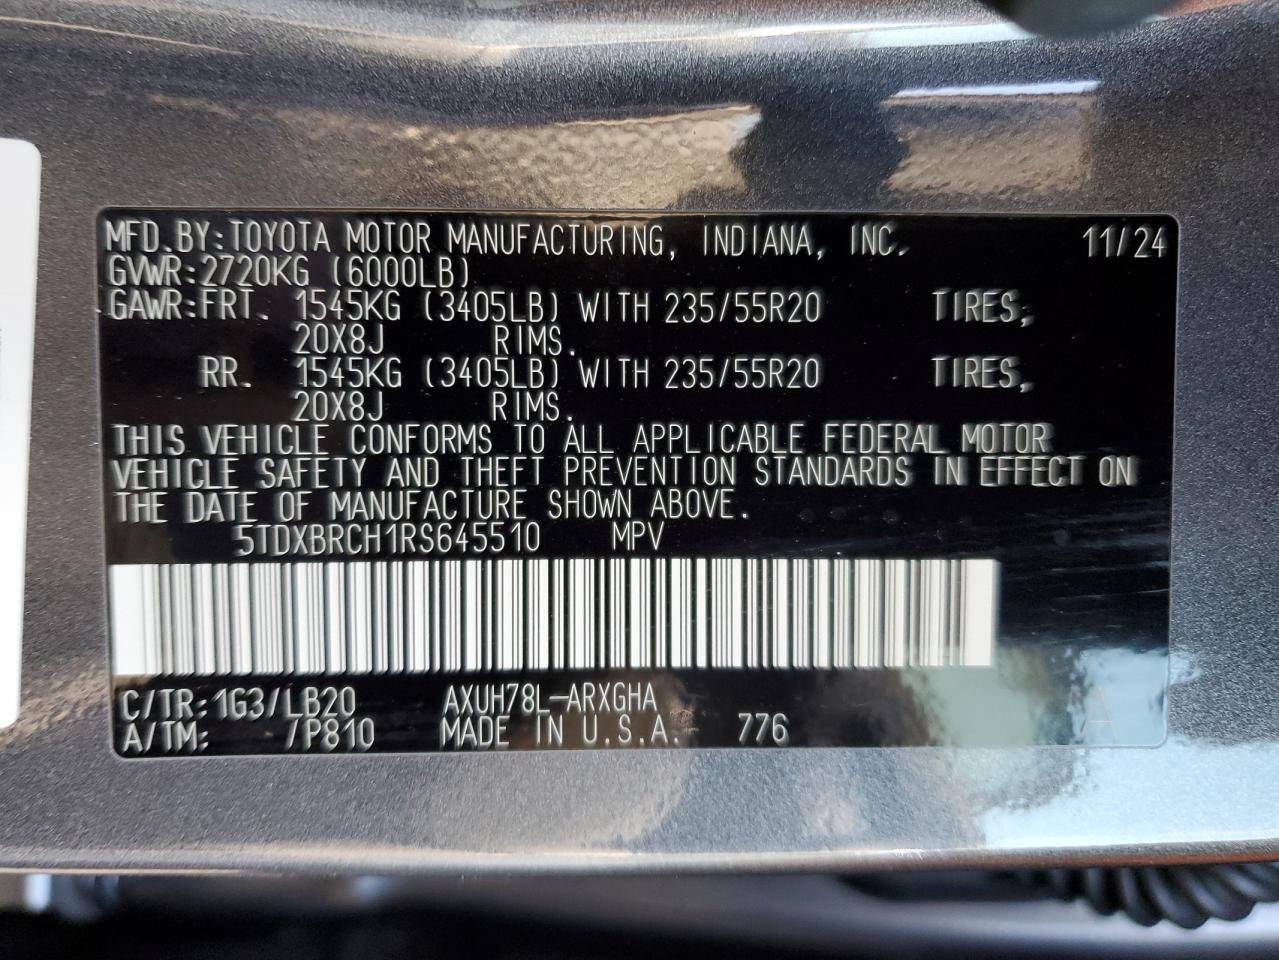 MFD.BY:TOYOTA MOTOR MANUFACTURING, INDIANA, INC. 11/24
GVWR:2720KG (6000LB)
GAWR:FRT. 1545KG (3405LB) WITH 235/55R20 TIRES,
20X8J RIMS.
RR. 1545KG (3405LB) WITH 235/55R20 TIRES,
20X8J RIMS.
THIS VEHICLE CONFORMS TO ALL APPLICABLE FEDERAL MOTOR
VEHICLE SAFETY AND THEFT PREVENTION STANDARDS IN EFFECT ON
THE DATE OF MANUFACTURE SHOWN ABOVE.
5TDXBRCH1RS645510 MPV
C/TR:1G3/LB20 AXUH78L-ARXGHA
A/TM: /P810 MADE IN U.S.A. 776 A